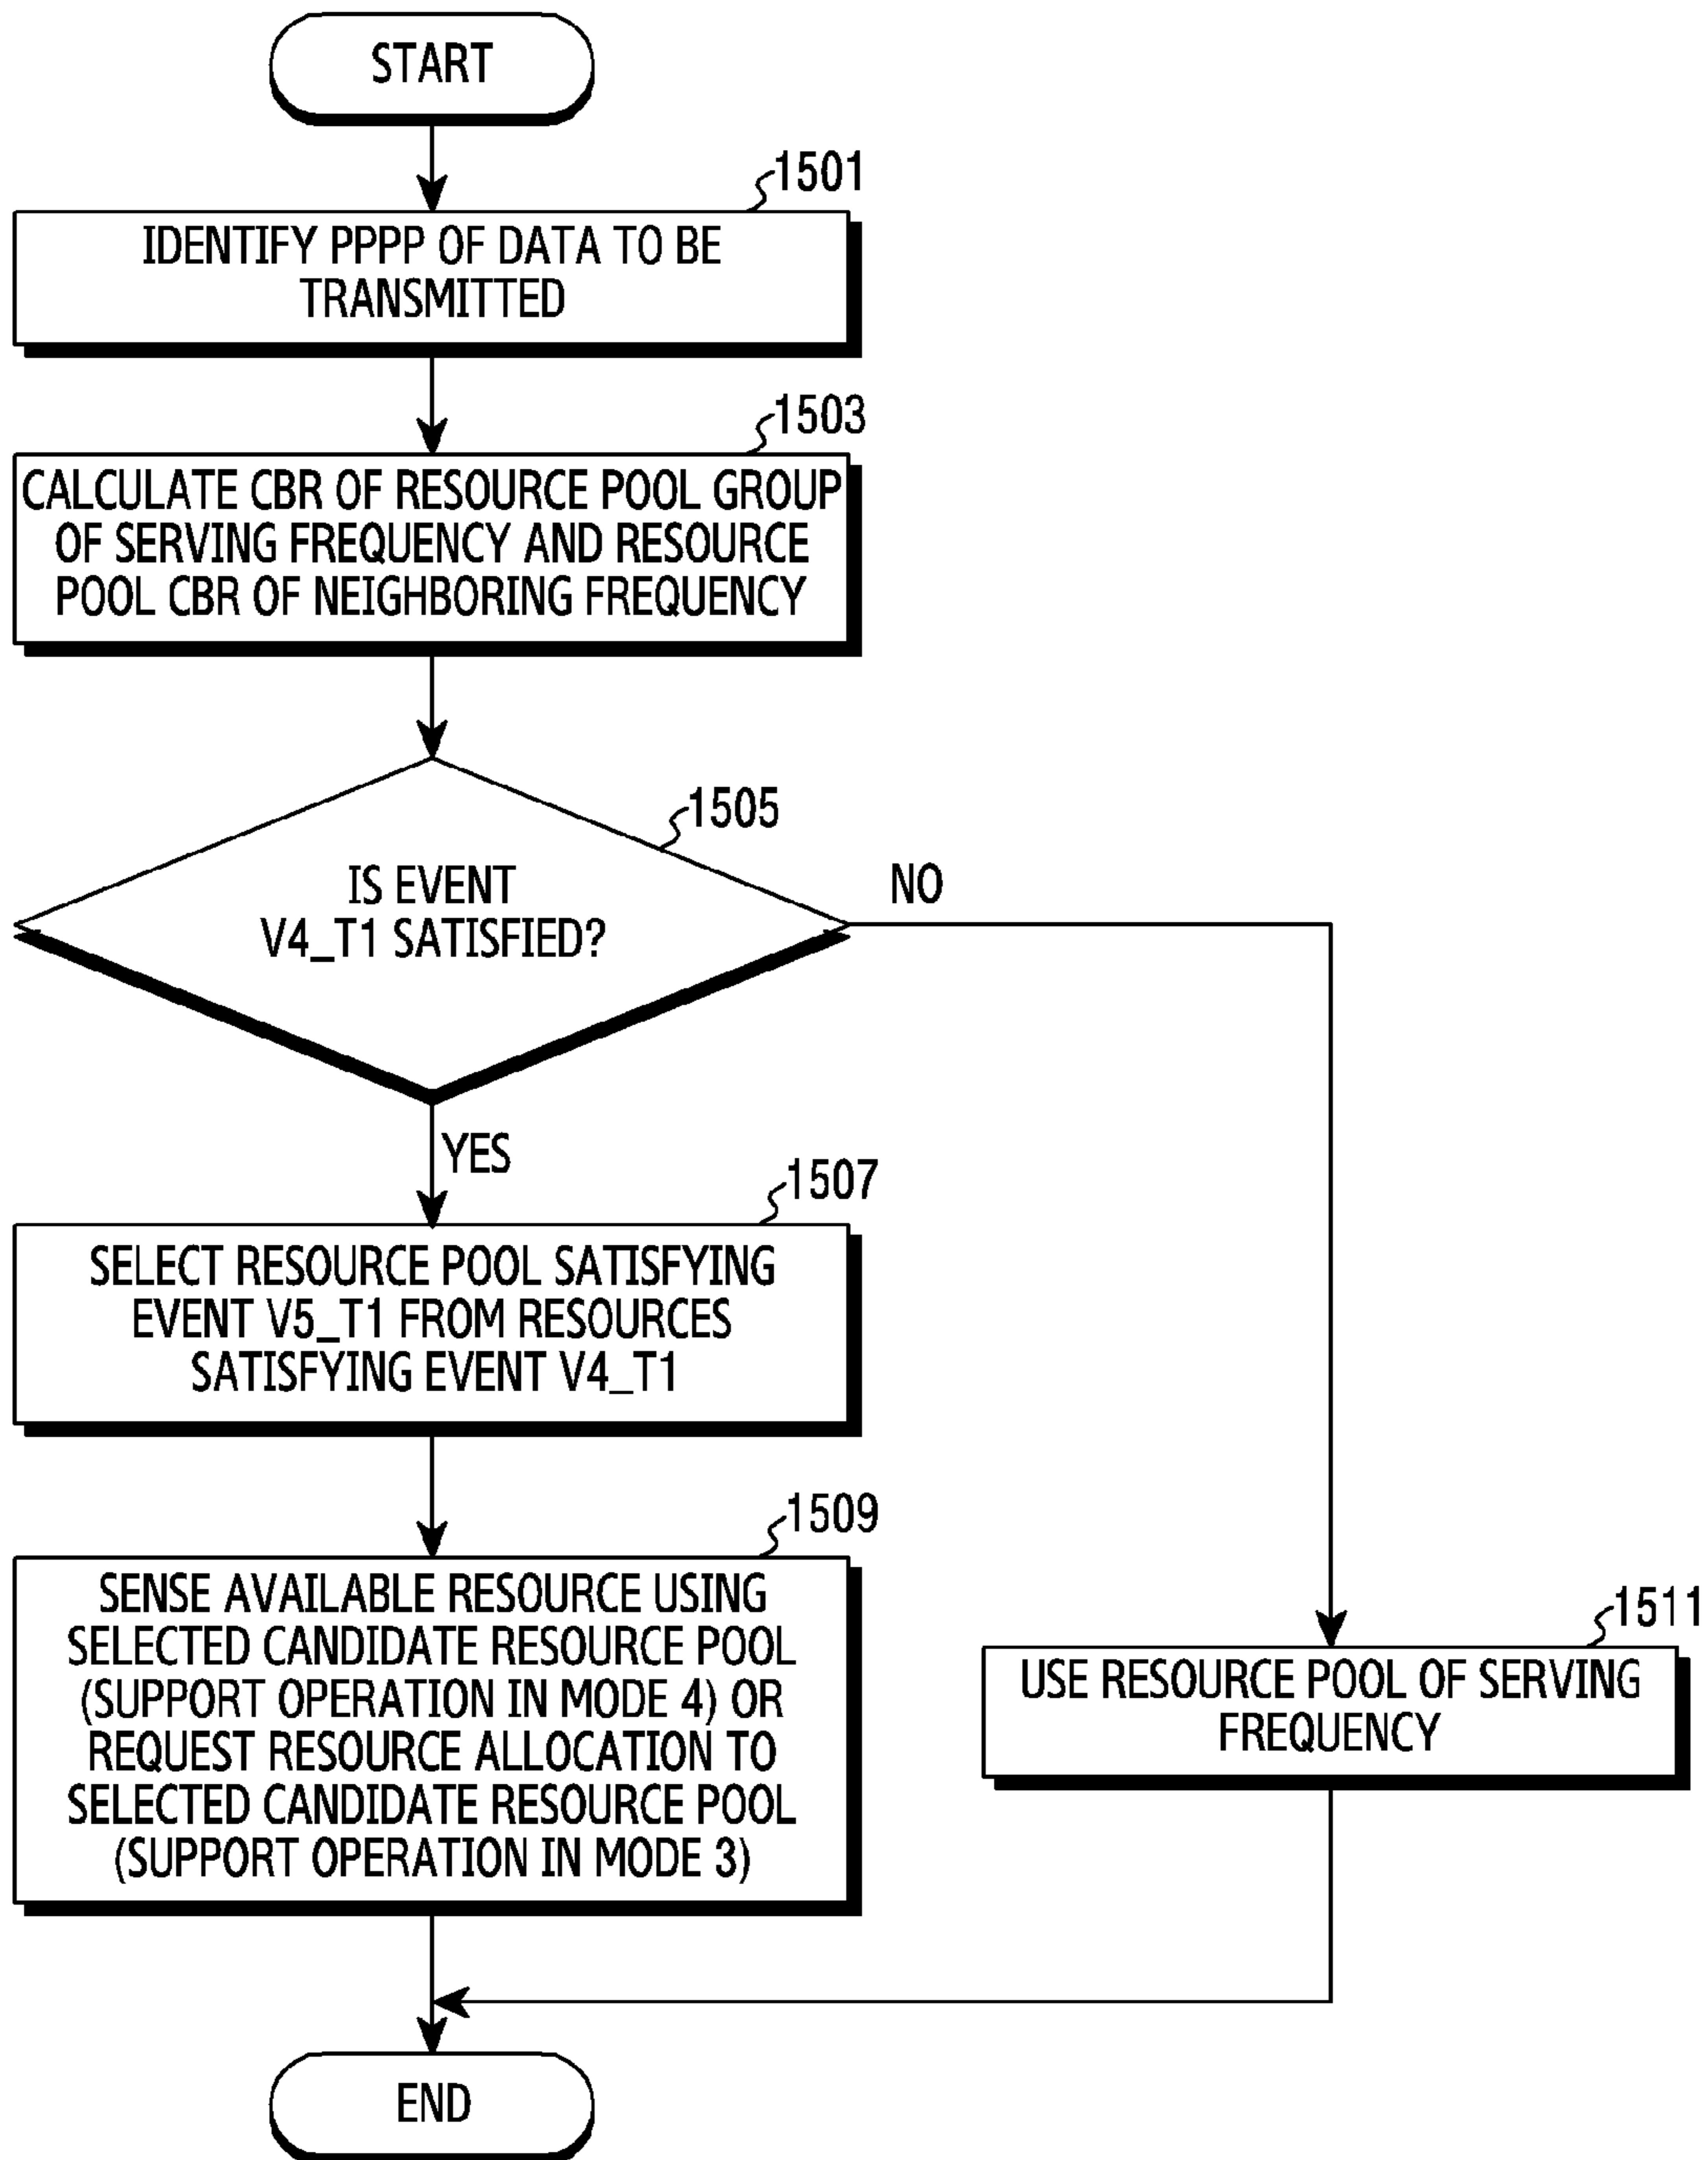 START
1501
IDENTIFY PPPP OF DATA TO BE
TRANSMITTED
1503
CALCULATE CBR OF RESOURCE POOL GROUP
OF SERVING FREQUENCY AND RESOURCE
POOL CBR OF NEIGHBORING FREQUENCY
1505
IS EVENT
V4_T1 SATISFIED?
NO
YES
1507
SELECT RESOURCE POOL SATISFYING
EVENT V5_T1 FROM RESOURCES
SATISFYING EVENT V4_T1
1509
SENSE AVAILABLE RESOURCE USING
SELECTED CANDIDATE RESOURCE POOL
(SUPPORT OPERATION IN MODE 4) OR
REQUEST RESOURCE ALLOCATION TO
SELECTED CANDIDATE RESOURCE POOL
(SUPPORT OPERATION IN MODE 3)
1511
USE RESOURCE POOL OF SERVING
FREQUENCY
END